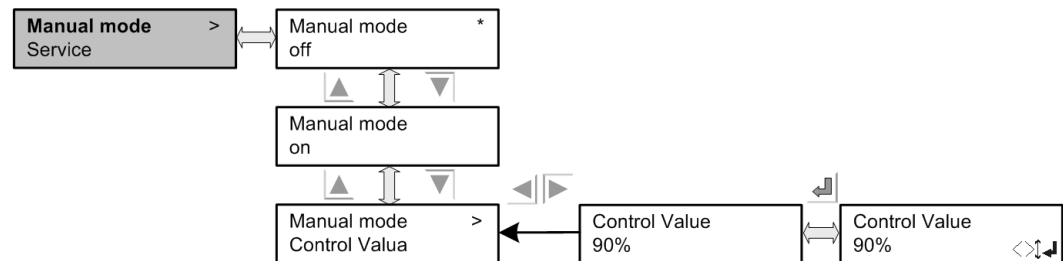 Manual mode >
Service
Manual mode *
off
Manual mode
on
Manual mode >
Control Valua
Control Value
90%
Control Value
90%